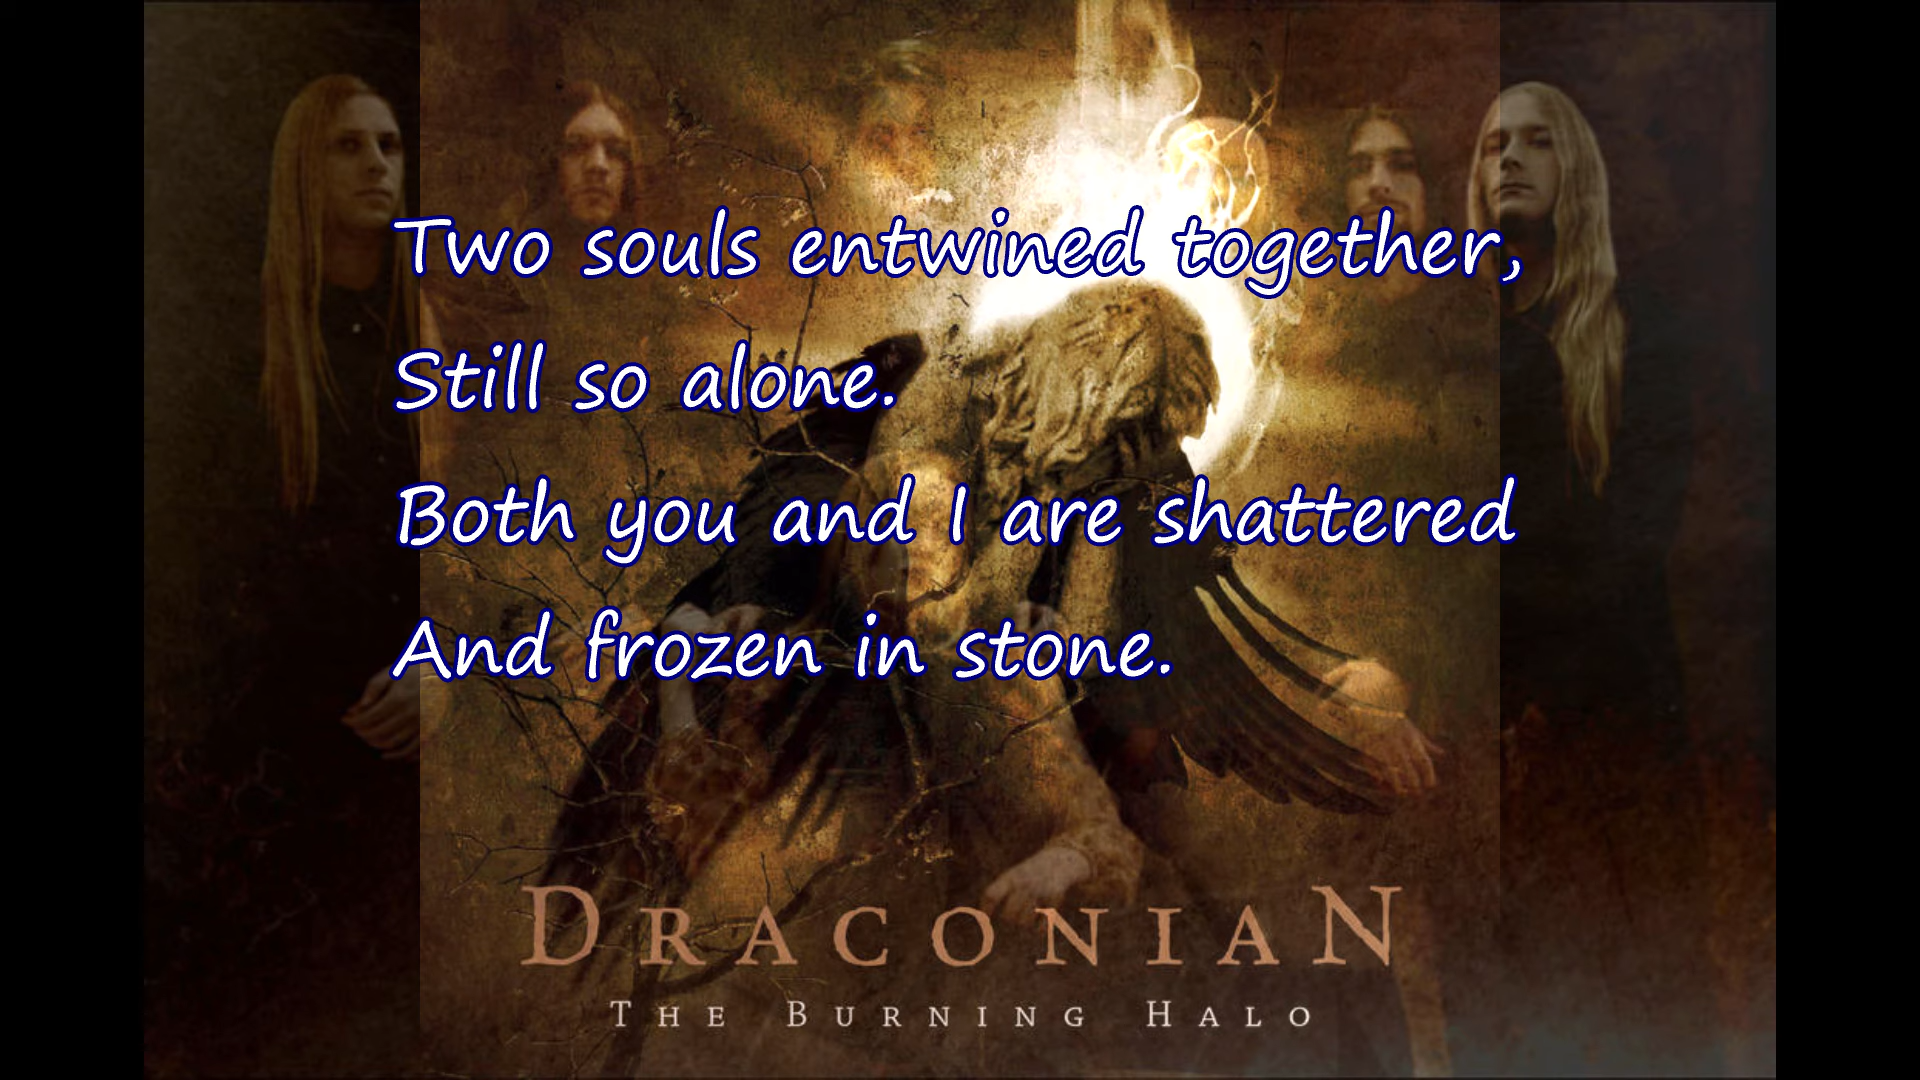 Two souls entwined together,
Still so alone.
Both you and I are shattered
And frozen in stone.
DRACONIAN
THE BURNING HALO